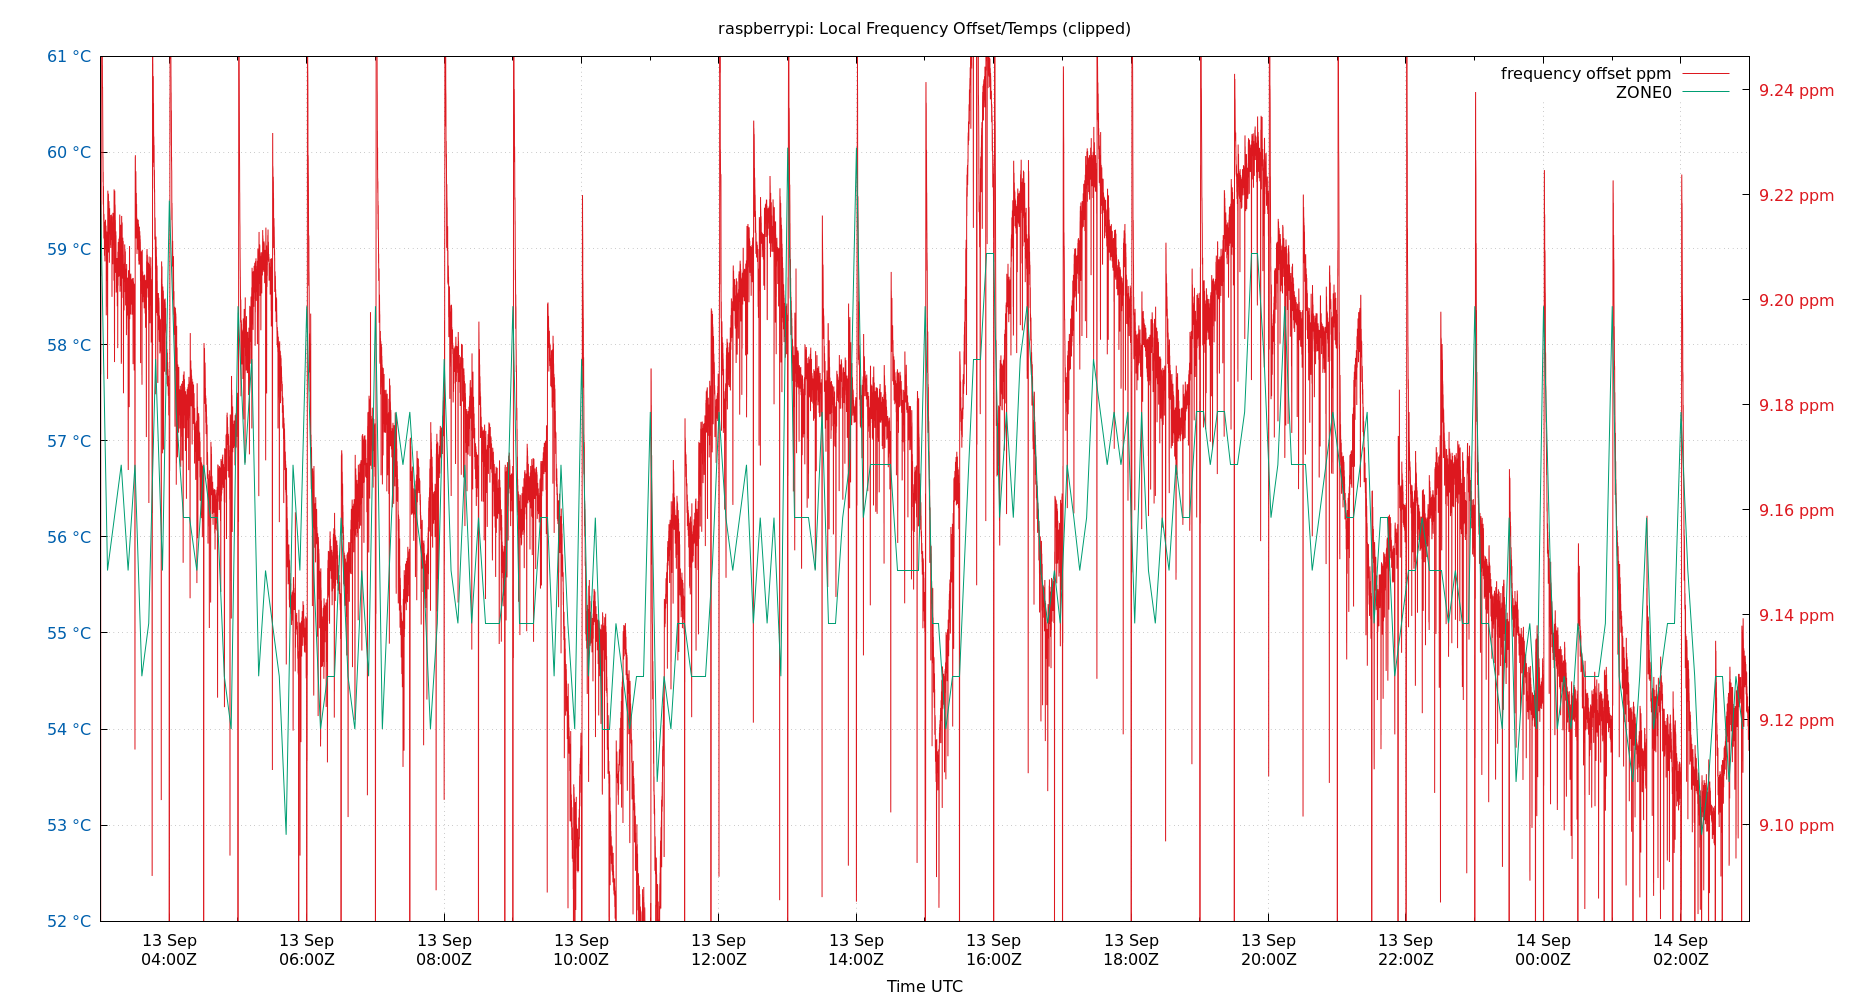 raspberrypi: Local Frequency Offset/Temps (clipped)
61 °C
60 °C
59 °C
58 °C
57 °C
56 °C
55 °C
54 °C
53 °C
52 °C
frequency offset ppm
ZONE0
9.24 ppm
9.22 ppm
9.20 ppm
9.18 ppm
9.16 ppm
9.14 ppm
9.12 ppm
9.10 ppm
13 Sep 13 Sep 13 Sep 13 Sep 13 Sep 13 Sep 13 Sep 13 Sep 13 Sep 13 Sep 14 Sep 14 Sep
04:00Z 06:00Z 08:00Z 10:00Z 12:00Z 14:00Z 16:00Z 18:00Z 20:00Z 22:00Z 00:00Z 02:00Z
Time UTC